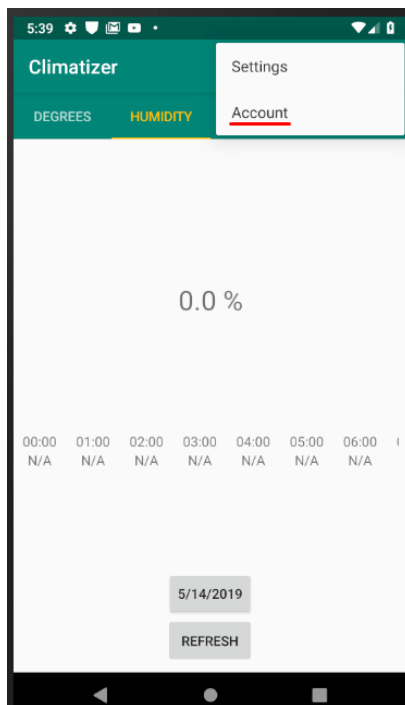 5:39
Climatizer
Settings
Account
DEGREES HUMIDITY
0.0 %
00:00 01:00 02:00 03:00 04:00 05:00 06:00
N/A N/A N/A N/A N/A N/A N/A
5/14/2019
REFRESH